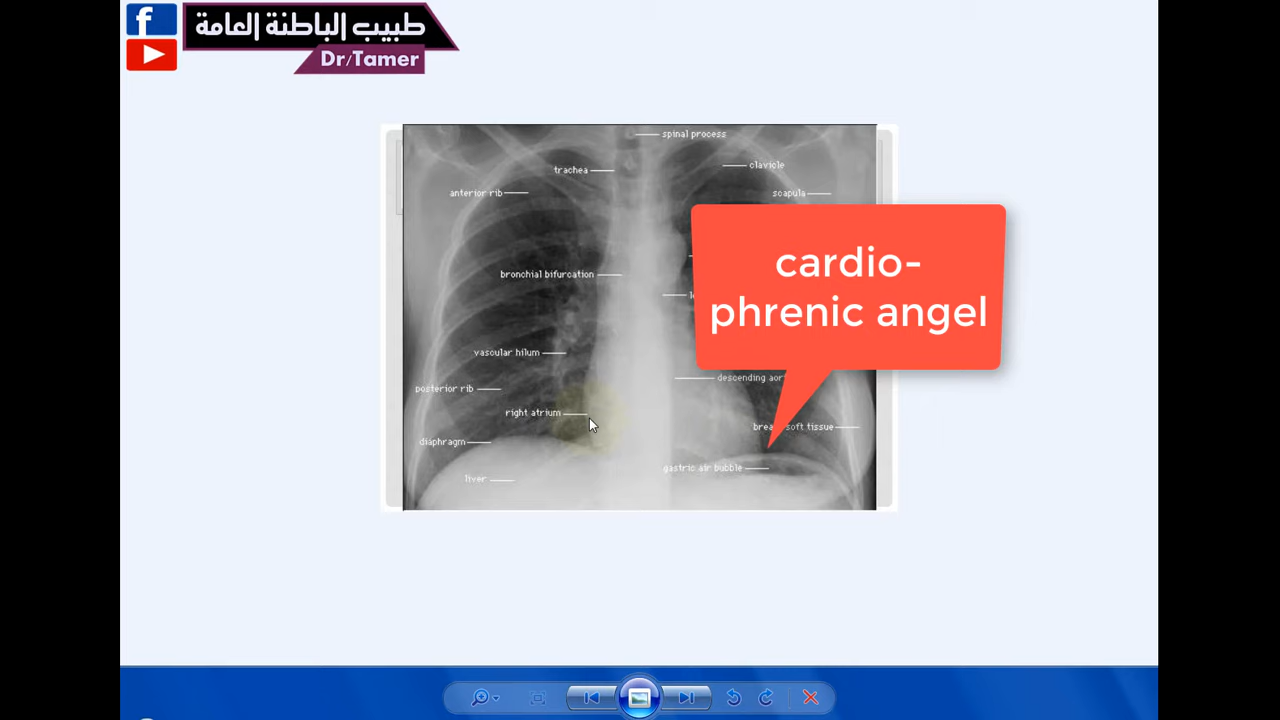 f
طبيب الباطنة العامة
Dr/Tamer
spinal process
clavicle
trachea
scapula
anterior rib
cardio-
phrenic angel
bronchial bifurcation
vascular hilum
descending
posterior rib
right atrium
soft tissue
diaphragm
gastric air bubble
liver